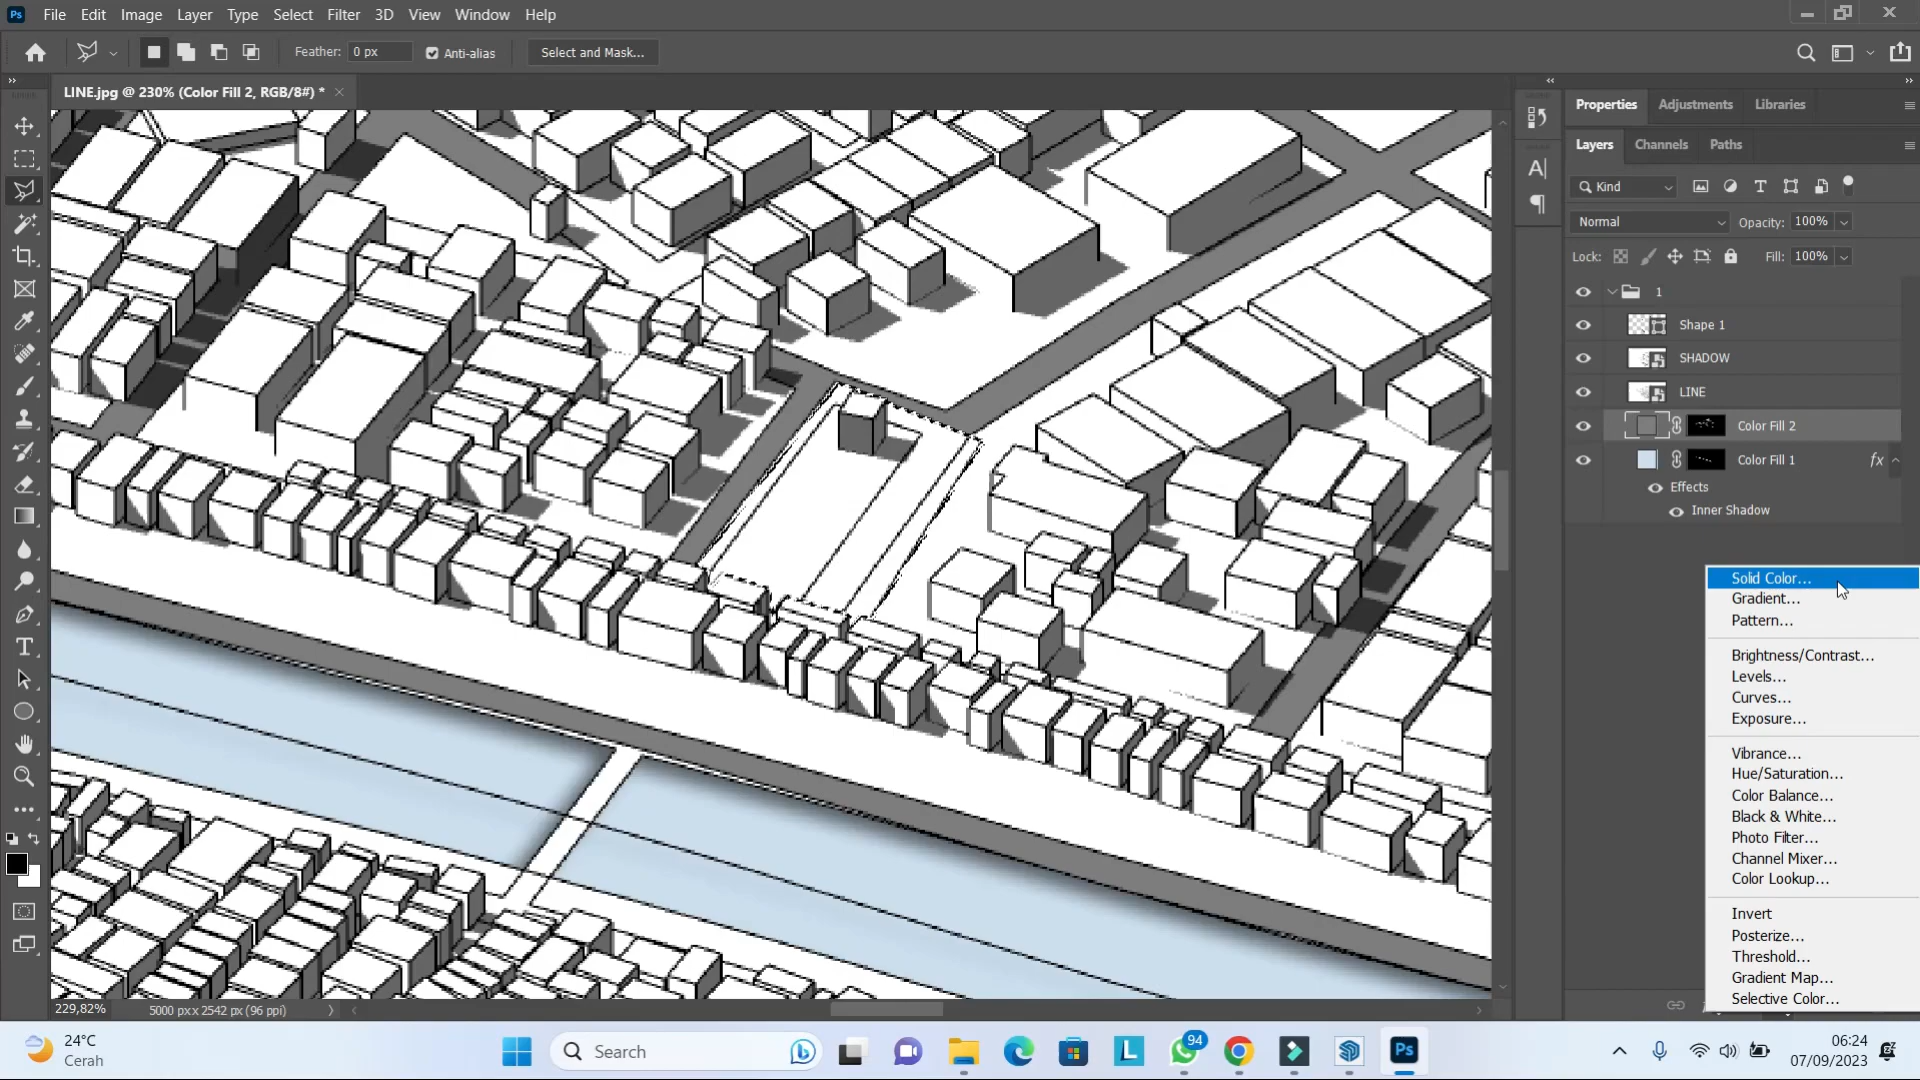 Ps File Edit Image Layer Type Select Filter 3D View Window Help
Feather: 0 px Anti-alias Select and Mask...
LINE.jpg @ 230% (Color Fill 2, RGB/8#) *
Properties Adjustments Libraries
Layers Channels Paths
Kind
Normal Opacity: 100%
Lock: Fill: 100%
1
Shape 1
SHADOW
LINE
Color Fill 2
Color Fill 1 fx
Effects
Inner Shadow
Solid Color...
Gradient...
Pattern...
Brightness/Contrast...
Levels...
Curves...
Exposure...
Vibrance...
Hue/Saturation...
Color Balance...
Black & White...
Photo Filter...
Channel Mixer...
Color Lookup...
Invert
Posterize...
Threshold...
Gradient Map...
Selective Color...
229,82% 5000 px x 2542 px (96 ppi)
24°C
Cerah
Search
94
Ps
06:24
07/09/2023